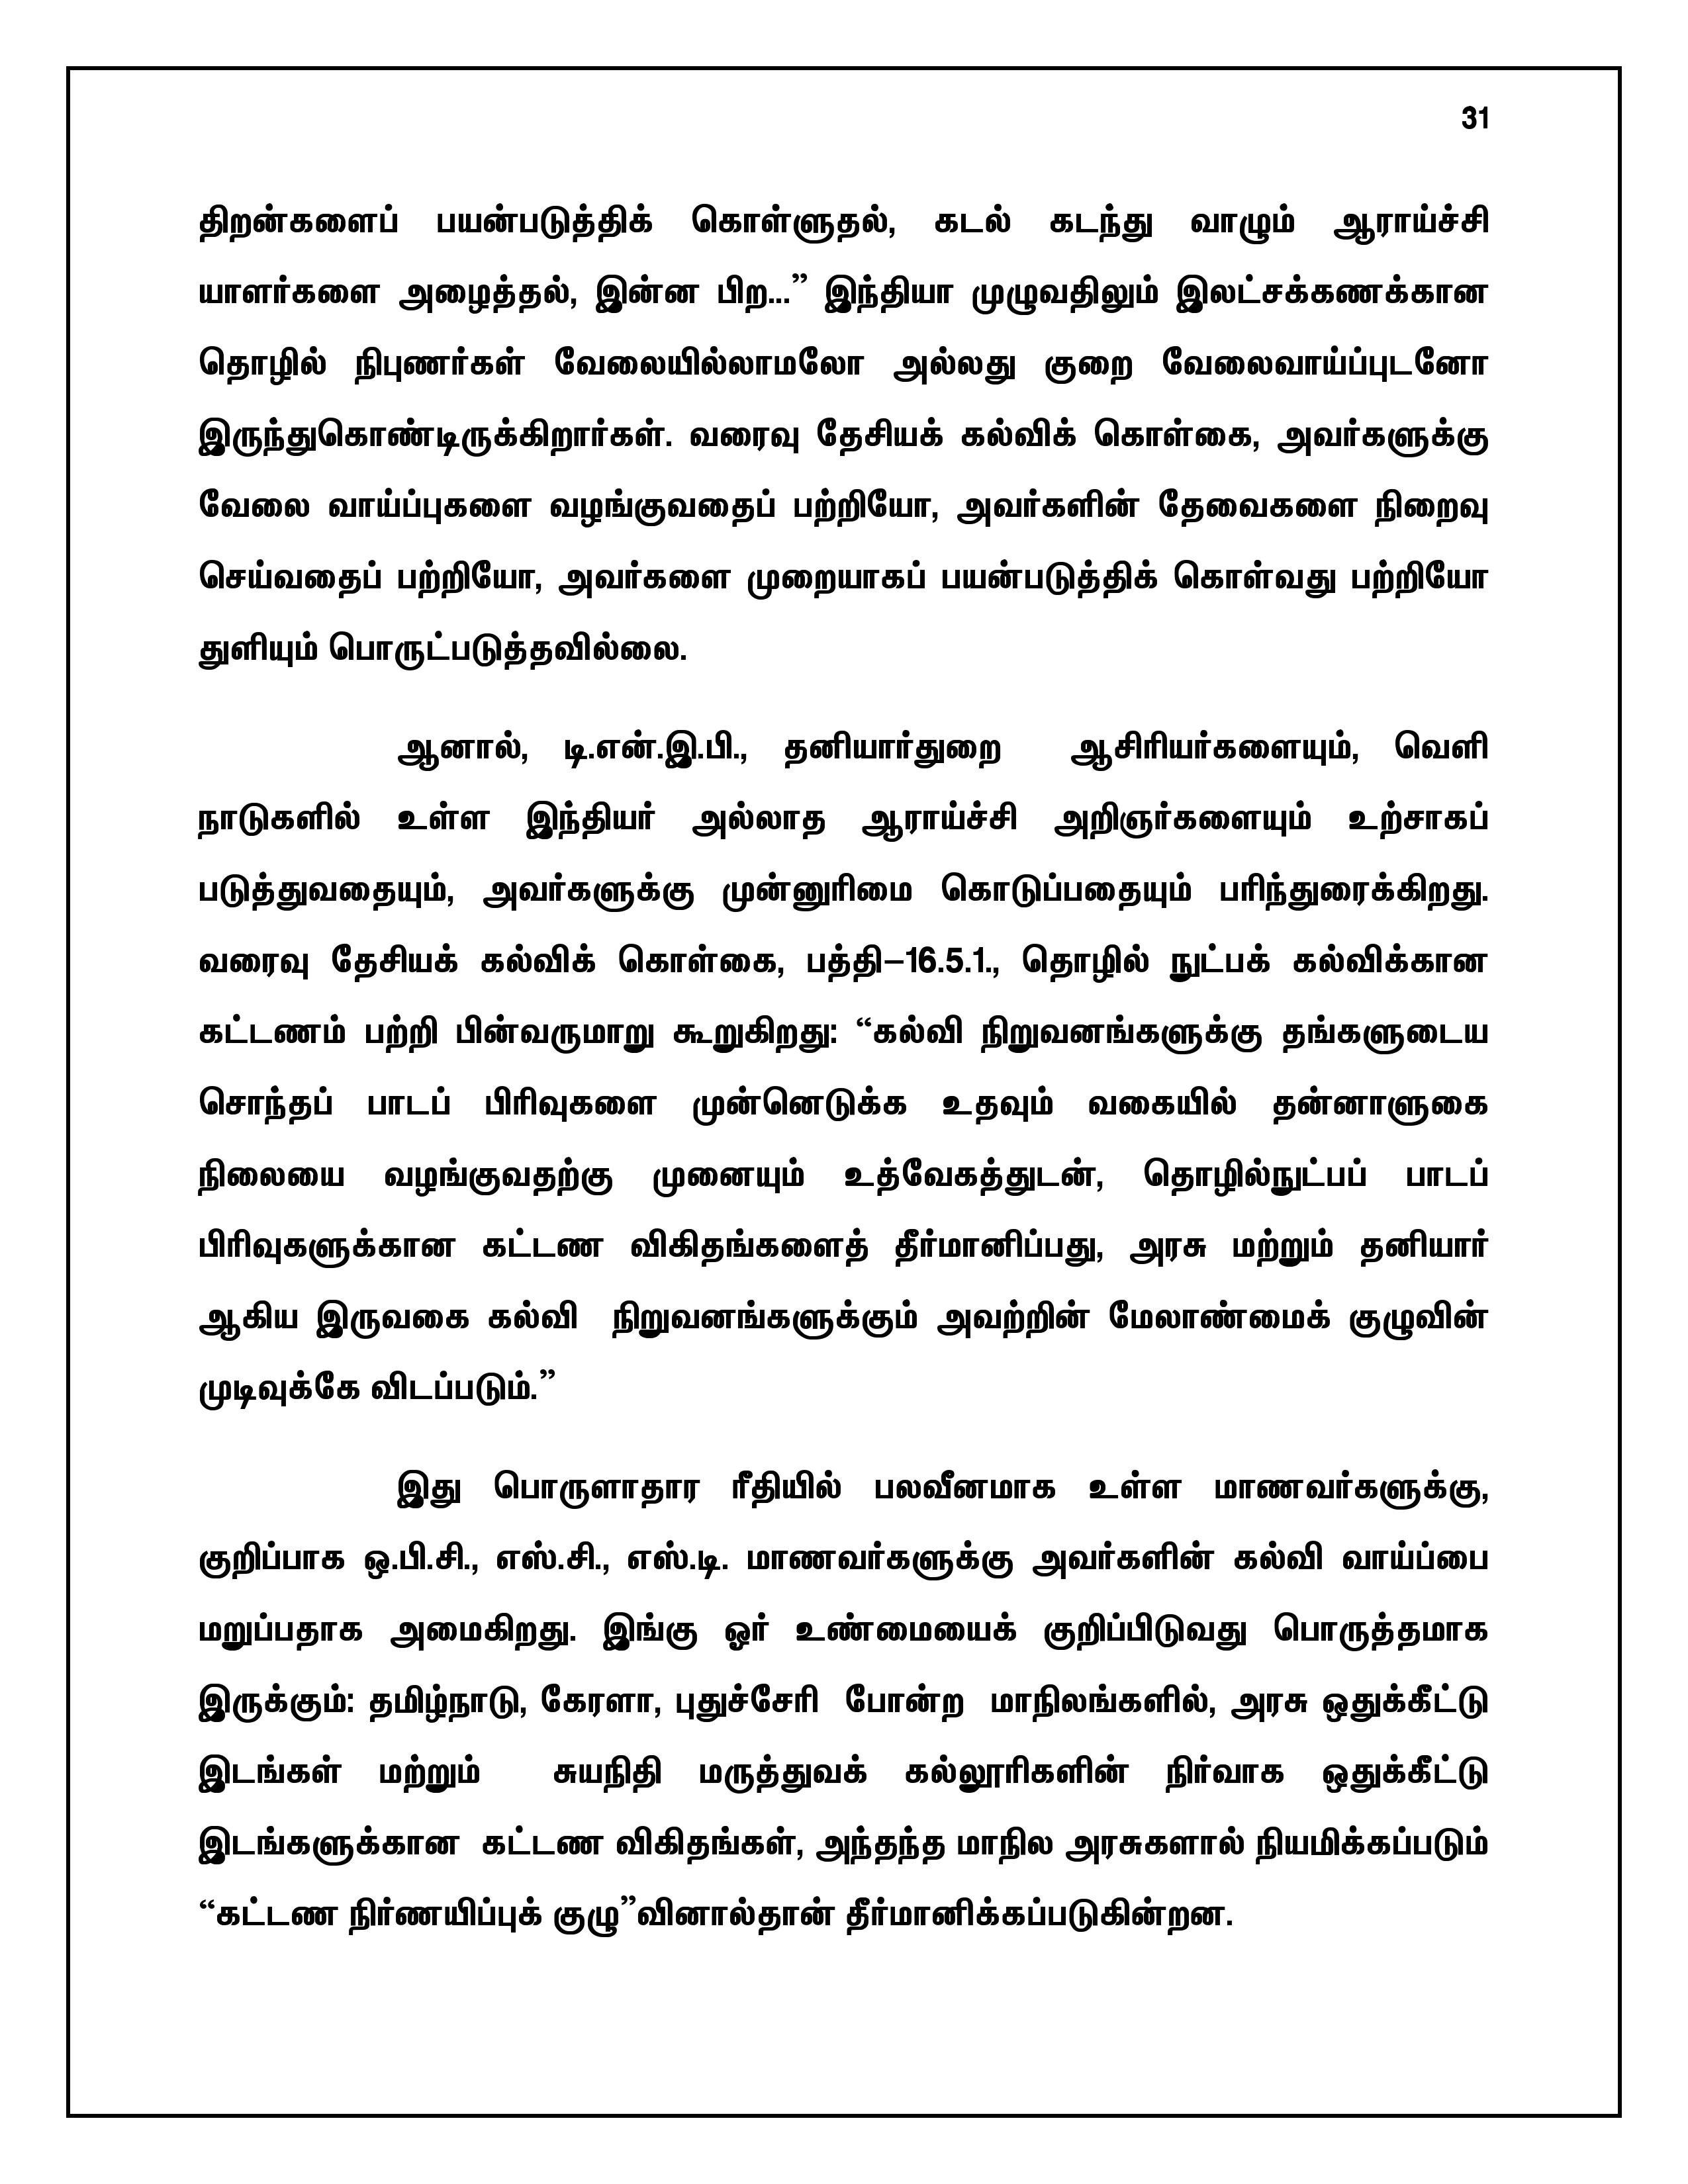 31
திறன்களைப் பயன்படுத்திக் கொள்ளுதல், கடல் கடந்து வாழும் ஆராய்ச்சி
யாளர்களை அழைத்தல், இன்ன பிற...” இந்தியா முழுவதிலும் இலட்சக்கணக்கான
தொழில் நிபுணர்கள் வேலையில்லாமலோ அல்லது குறை வேலைவாய்ப்புடனோ
இருந்துகொண்டிருக்கிறார்கள். வரைவு தேசியக் கல்விக் கொள்கை, அவர்களுக்கு
வேலை வாய்ப்புகளை வழங்குவதைப் பற்றியோ, அவர்களின் தேவைகளை நிறைவு
செய்வதைப் பற்றியோ, அவர்களை முறையாகப் பயன்படுத்திக் கொள்வது பற்றியோ
துளியும் பொருட்படுத்தவில்லை.
ஆனால், டி.என்.இ.பி., தனியார்துறை ஆசிரியர்களையும், வெளி
நாடுகளில் உள்ள இந்தியர் அல்லாத ஆராய்ச்சி அறிஞர்களையும் உற்சாகப்
படுத்துவதையும், அவர்களுக்கு முன்னுரிமை கொடுப்பதையும் பரிந்துரைக்கிறது.
வரைவு தேசியக் கல்விக் கொள்கை, பத்தி–16.5.1., தொழில் நுட்பக் கல்விக்கான
கட்டணம் பற்றி பின்வருமாறு கூறுகிறது: “கல்வி நிறுவனங்களுக்கு தங்களுடைய
சொந்தப் பாடப் பிரிவுகளை முன்னெடுக்க உதவும் வகையில் தன்னாளுகை
நிலையை வழங்குவதற்கு முனையும் உத்வேகத்துடன், தொழில்நுட்பப் பாடப்
பிரிவுகளுக்கான கட்டண விகிதங்களைத் தீர்மானிப்பது, அரசு மற்றும் தனியார்
ஆகிய இருவகை கல்வி நிறுவனங்களுக்கும் அவற்றின் மேலாண்மைக் குழுவின்
முடிவுக்கே விடப்படும்.”
இது பொருளாதார ரீதியில் பலவீனமாக உள்ள மாணவர்களுக்கு,
குறிப்பாக ஒ.பி.சி., எஸ்.சி., எஸ்.டி. மாணவர்களுக்கு அவர்களின் கல்வி வாய்ப்பை
மறுப்பதாக அமைகிறது. இங்கு ஓர் உண்மையைக் குறிப்பிடுவது பொருத்தமாக
இருக்கும்: தமிழ்நாடு, கேரளா, புதுச்சேரி போன்ற மாநிலங்களில், அரசு ஒதுக்கீட்டு
இடங்கள் மற்றும் சுயநிதி மருத்துவக் கல்லூரிகளின் நிர்வாக ஒதுக்கீட்டு
இடங்களுக்கான கட்டண விகிதங்கள், அந்தந்த மாநில அரசுகளால் நியமிக்கப்படும்
“கட்டண நிர்ணயிப்புக் குழு”வினால்தான் தீர்மானிக்கப்படுகின்றன.